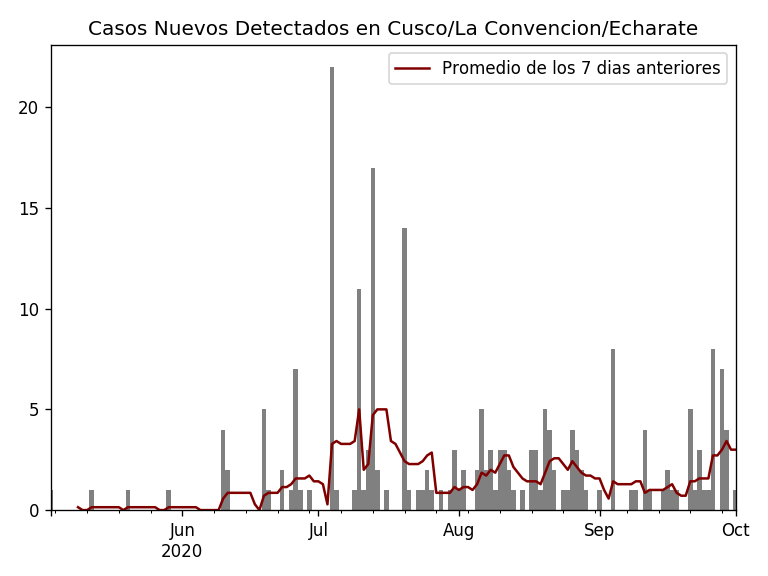 Casos Nuevos Detectados en Cusco/La Convencion/Echarate
Promedio de los 7 dias anteriores
20
15
10
5
0
Jun
2020
Jul
Aug
Sep
Oct